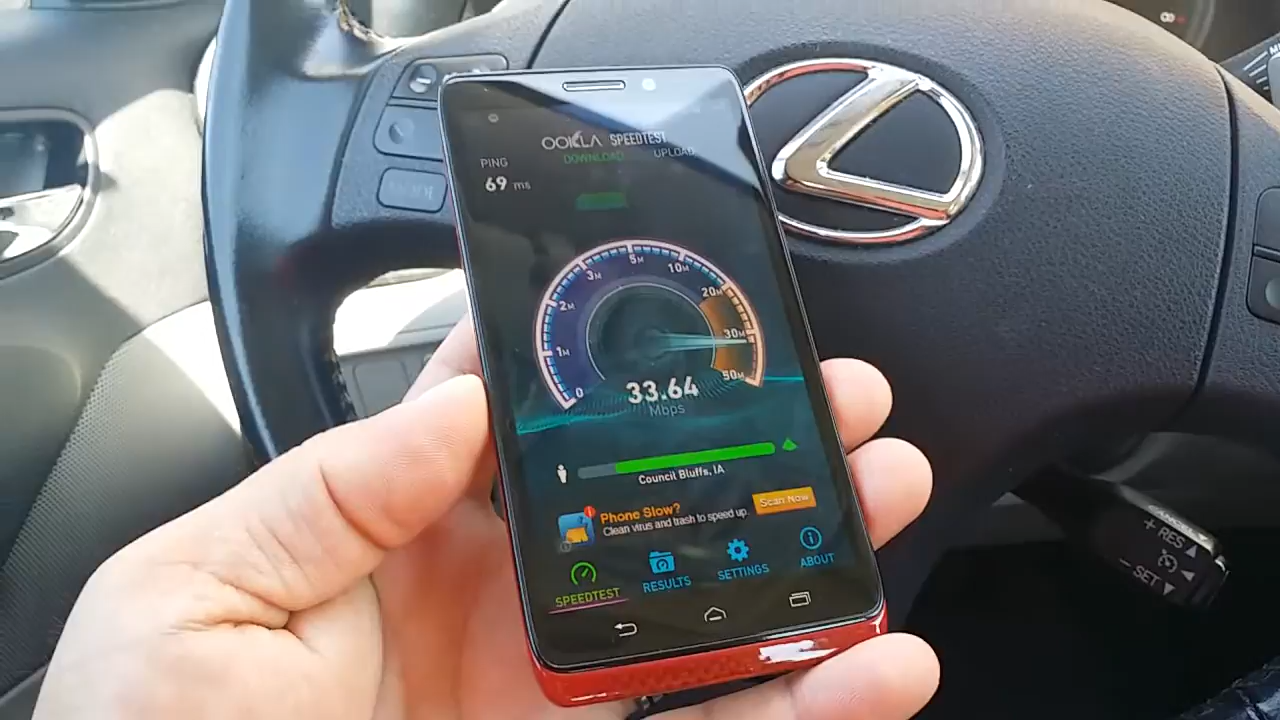 OOKLA SPEEDTEST
PING
DOWNLOAD
UPLOAD
69 ms
5M
3M
10M
2M
20M
1M
30M
0
50M
33.64
Mbps
Council Bluffs, IA
1
Phone Slow?
Clean virus and trash to speed up.
Scan Now
SPEEDTEST
RESULTS
SETTINGS
ABOUT
MODE
+ RES
- SET